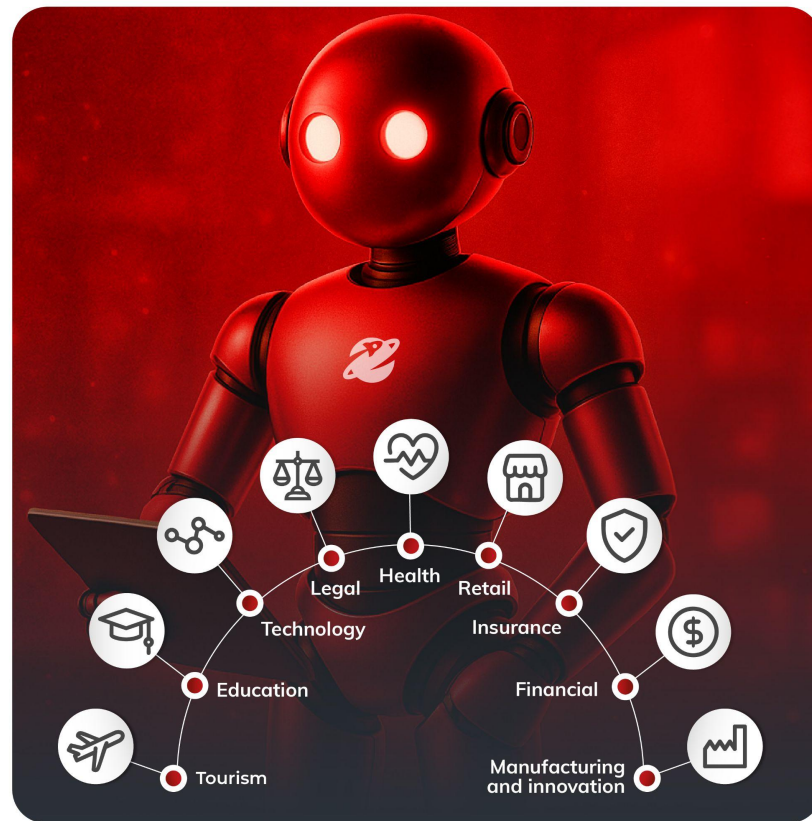 Health
Legal
Retail
Technology
Insurance
Education
Financial
Tourism
Manufacturing
and innovation